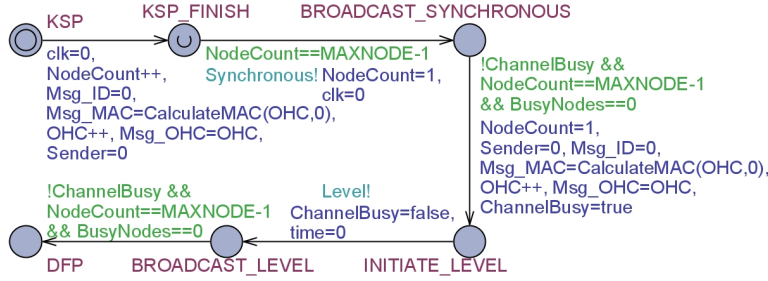 KSP
KSP_FINISH
BROADCAST_SYNCHRONOUS
clk=0,
NodeCount++,
Msg_ID=0,
Msg_MAC=CalculateMAC(OHC,0),
OHC++, Msg_OHC=OHC,
Sender=0
NodeCount==MAXNODE-1
Synchronous!
NodeCount=1,
clk=0
!ChannelBusy &&
NodeCount==MAXNODE-1
&& BusyNodes==0
NodeCount=1,
Sender=0, Msg_ID=0,
Msg_MAC=CalculateMAC(OHC,0),
OHC++, Msg_OHC=OHC,
ChannelBusy=true
!ChannelBusy &&
NodeCount==MAXNODE-1
&& BusyNodes==0
Level!
ChannelBusy=false,
time=0
DFP
BROADCAST_LEVEL
INITIATE_LEVEL